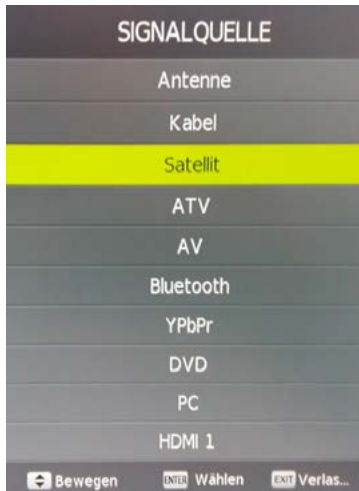 SIGNALQUELLE
Antenne
Kabel
Satellit
ATV
AV
Bluetooth
YPbPr
DVD
PC
HDMI 1
Bewegen ENTER Wählen EXIT Verlas...